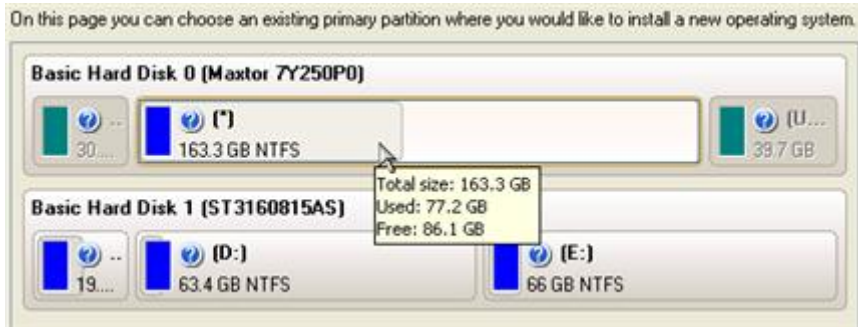 On this page you can choose an existing primary partition where you would like to install a new operating system.
Basic Hard Disk 0 (Maxtor 7Y250P0)
.. (*) (U...
30.... 163.3 GB NTFS 39.7 GB
Total size: 163.3 GB
Used: 77.2 GB
Free: 86.1 GB
Basic Hard Disk 1 (ST3160815AS)
.. (D:) (E:)
19.... 63.4 GB NTFS 66 GB NTFS